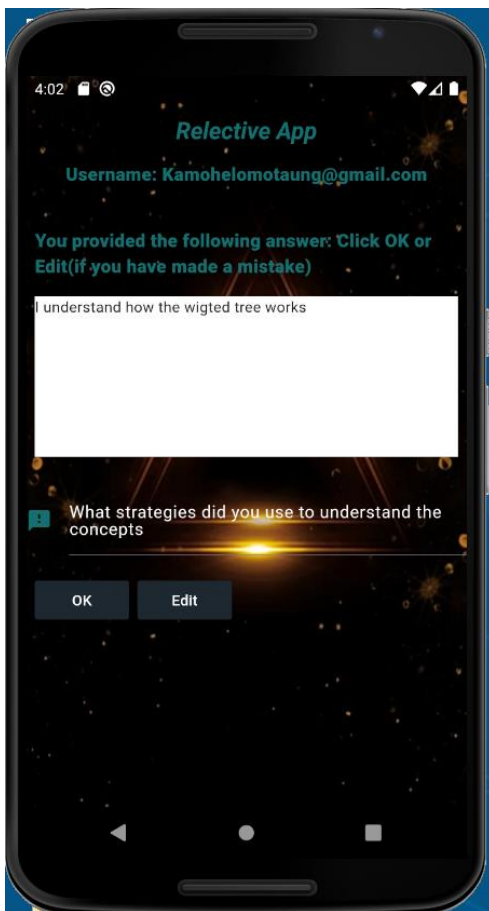 4:02
Relective App
Username: Kamohelomotaung@gmail.com
You provided the following answer: Click OK or
Edit(if you have made a mistake)
I understand how the wigted tree works
What strategies did you use to understand the
concepts
OK Edit